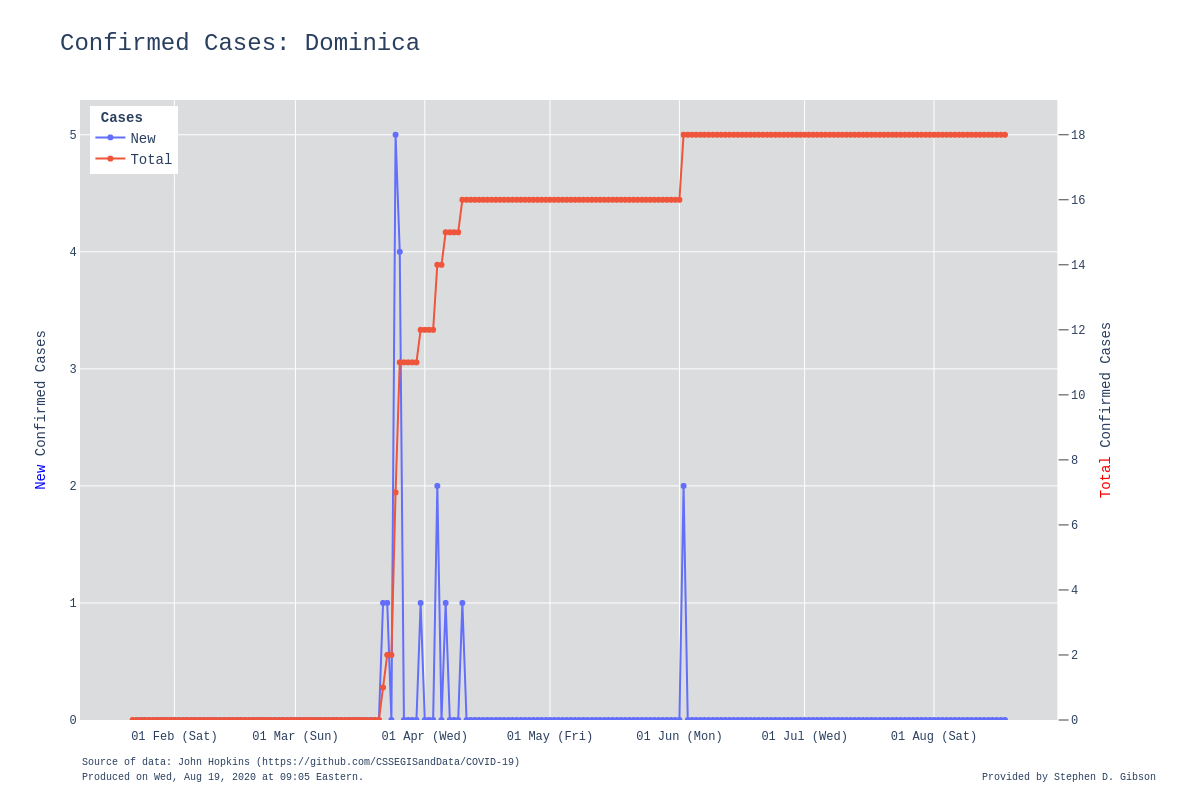 Confirmed Cases: Dominica
Cases
New
Total
5
4
3
2
1
0
New Confirmed Cases
18
16
14
12
10
8
6
4
2
0
Total Confirmed Cases
01 Feb (Sat) 01 Mar (Sun) 01 Apr (Wed) 01 May (Fri) 01 Jun (Mon) 01 Jul (Wed) 01 Aug (Sat)
Source of data: John Hopkins (https://github.com/CSSEGISandData/COVID-19)
Produced on Wed, Aug 19, 2020 at 09:05 Eastern.
Provided by Stephen D. Gibson